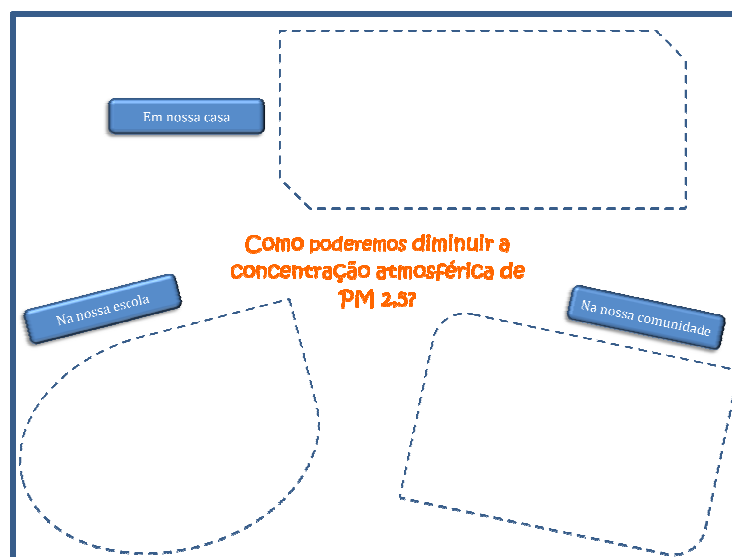 Em nossa casa
Como poderemos diminuir a
concentração atmosférica de
PM 2.5?
Na nossa escola
Na nossa comunidade